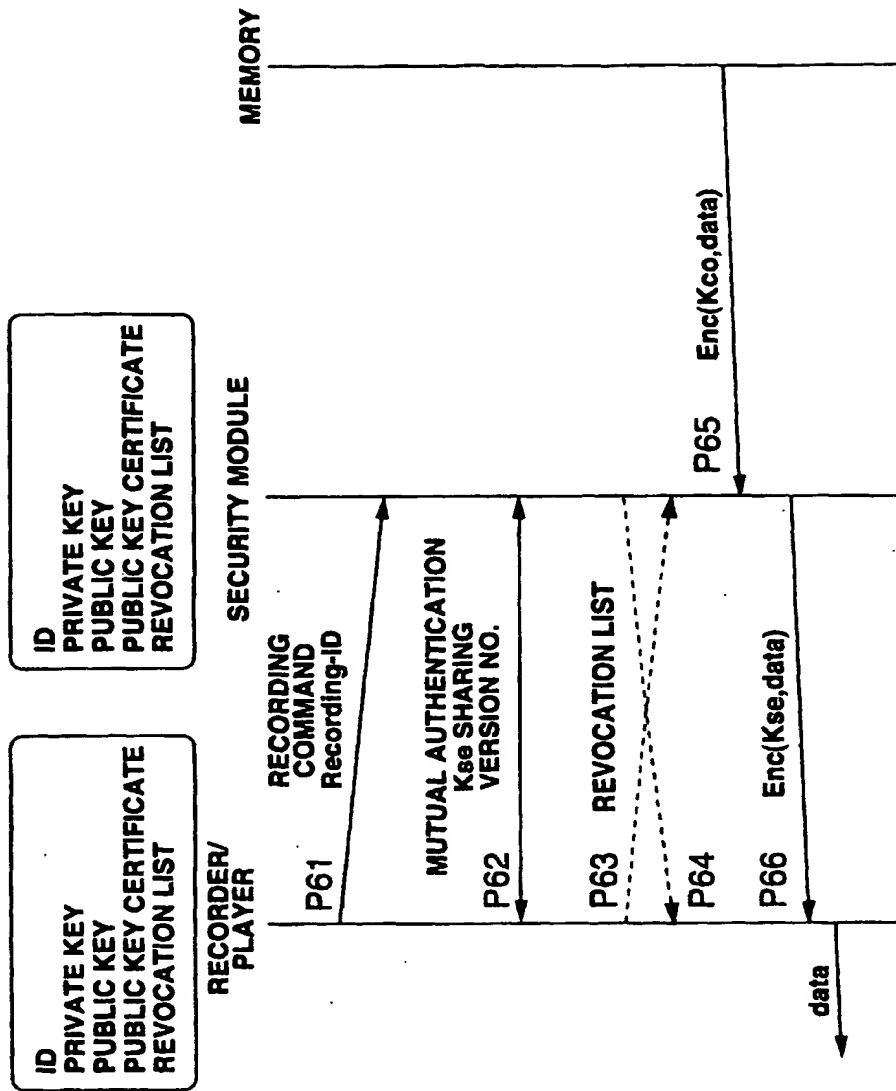 ID
PRIVATE KEY
PUBLIC KEY
PUBLIC KEY CERTIFICATE
REVOCATION LIST
ID
PRIVATE KEY
PUBLIC KEY
PUBLIC KEY CERTIFICATE
REVOCATION LIST
RECORDER/
PLAYER
SECURITY MODULE
MEMORY
P61
RECORDING
COMMAND
Recording-ID
P62
MUTUAL AUTHENTICATION
Kse SHARING
VERSION NO.
P63
REVOCATION LIST
P64
P65
Enc(Kco,data)
P66
Enc(Kse,data)
data